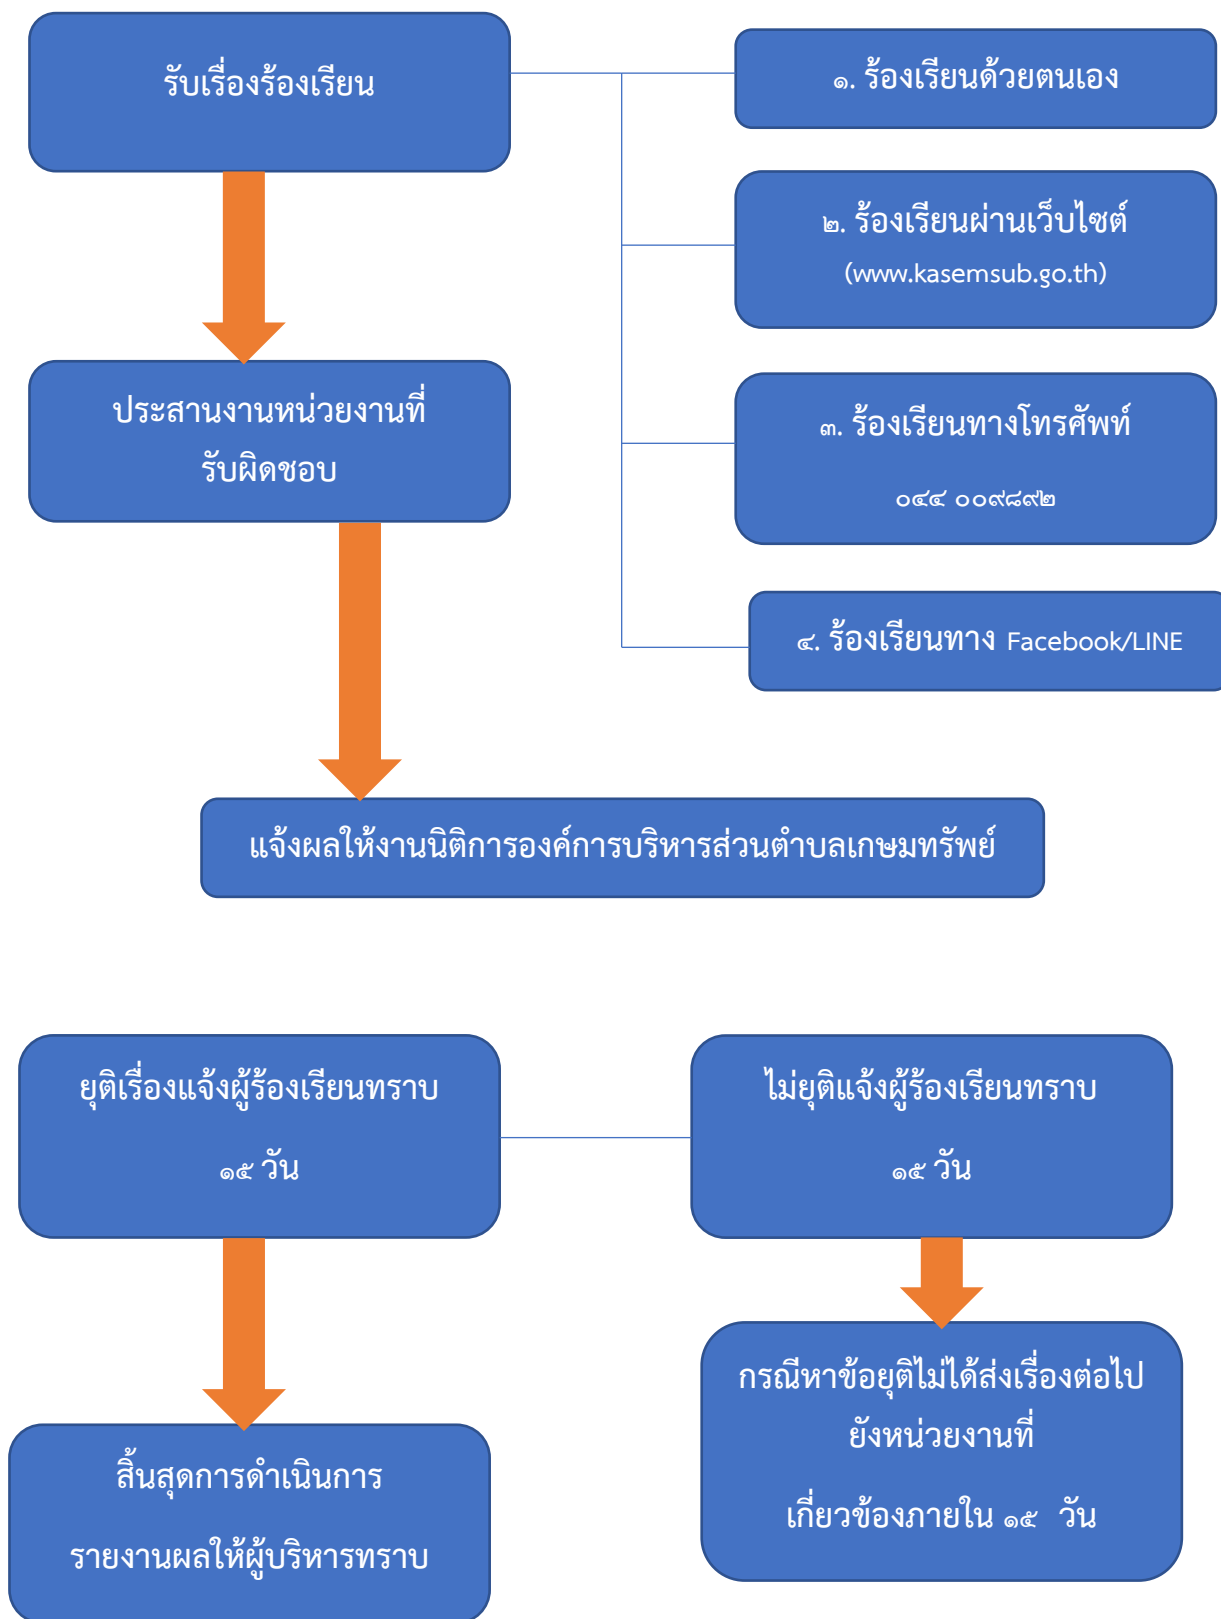 รับเรื่องร้องเรียน
๑. ร้องเรียนด้วยตนเอง
๒. ร้องเรียนผ่านเว็บไซต์
(www.kasemsub.go.th)
ประสานงานหน่วยงานที่
รับผิดชอบ
๓. ร้องเรียนทางโทรศัพท์
๐๔๔ ๐๐๙๘๙๒
๔. ร้องเรียนทาง Facebook/LINE
แจ้งผลให้งานนิติการองค์การบริหารส่วนตำบลเกษมทรัพย์
ยุติเรื่องแจ้งผู้ร้องเรียนทราบ
๑๕ วัน
ไม่ยุติแจ้งผู้ร้องเรียนทราบ
๑๕ วัน
สิ้นสุดการดำเนินการ
รายงานผลให้ผู้บริหารทราบ
กรณีหาข้อยุติไม่ได้ส่งเรื่องต่อไป
ยังหน่วยงานที่
เกี่ยวข้องภายใน ๑๕ วัน